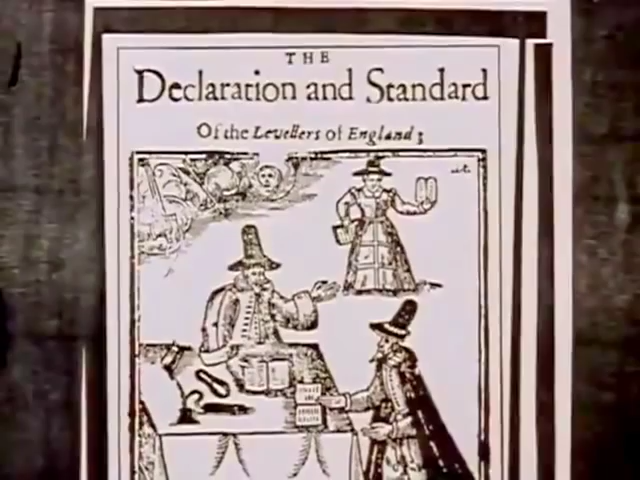 THE
Declaration and Standard
Of the Levellers of England;